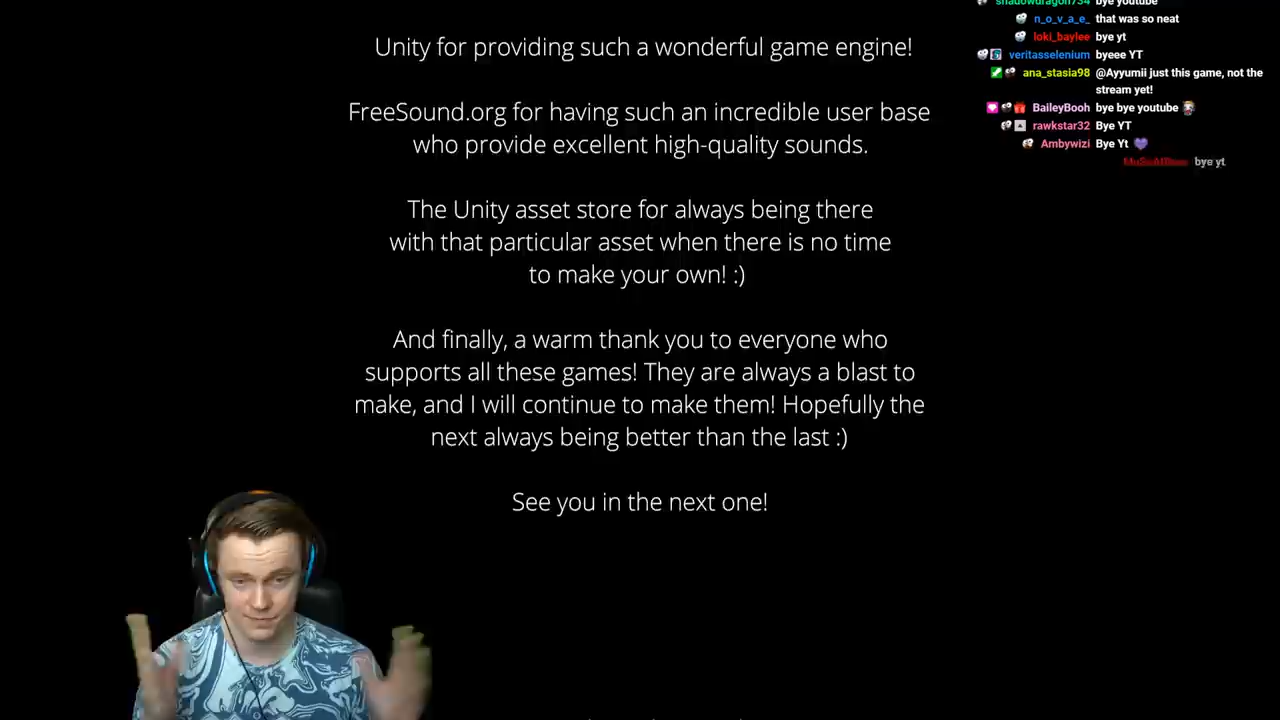 Unity for providing such a wonderful game engine!
FreeSound.org for having such an incredible user base
who provide excellent high-quality sounds.
The Unity asset store for always being there
with that particular asset when there is no time
to make your own! :)
And finally, a warm thank you to everyone who
supports all these games! They are always a blast to
make, and I will continue to make them! Hopefully the
next always being better than the last :)
See you in the next one!
shadowdragon734 bye youtube
n_o_v_a_e_ that was so neat
loki_baylee bye yt
veritasselenium byeee YT
ana_stasia98 @Ayyumii just this game, not the
stream yet!
BaileyBooh bye bye youtube
rawkstar32 Bye YT
Ambywizi Bye Yt
bye yt